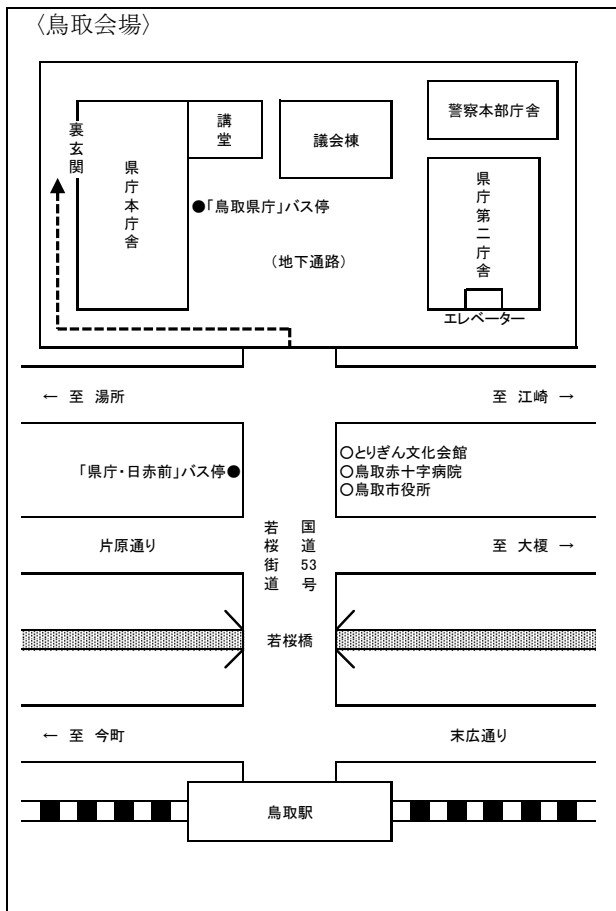 〈鳥取会場〉
警察本部庁舎
講堂
議会棟
裏玄関
県庁本庁舎
県庁第二庁舎
●「鳥取県庁」バス停
（地下通路）
エレベーター
← 至 湯所
至 江崎 →
「県庁・日赤前」バス停●
○とりぎん文化会館
○鳥取赤十字病院
○鳥取市役所
片原通り
若桜街道
国道53号
至 大榎 →
若桜橋
← 至 今町
末広通り
鳥取駅